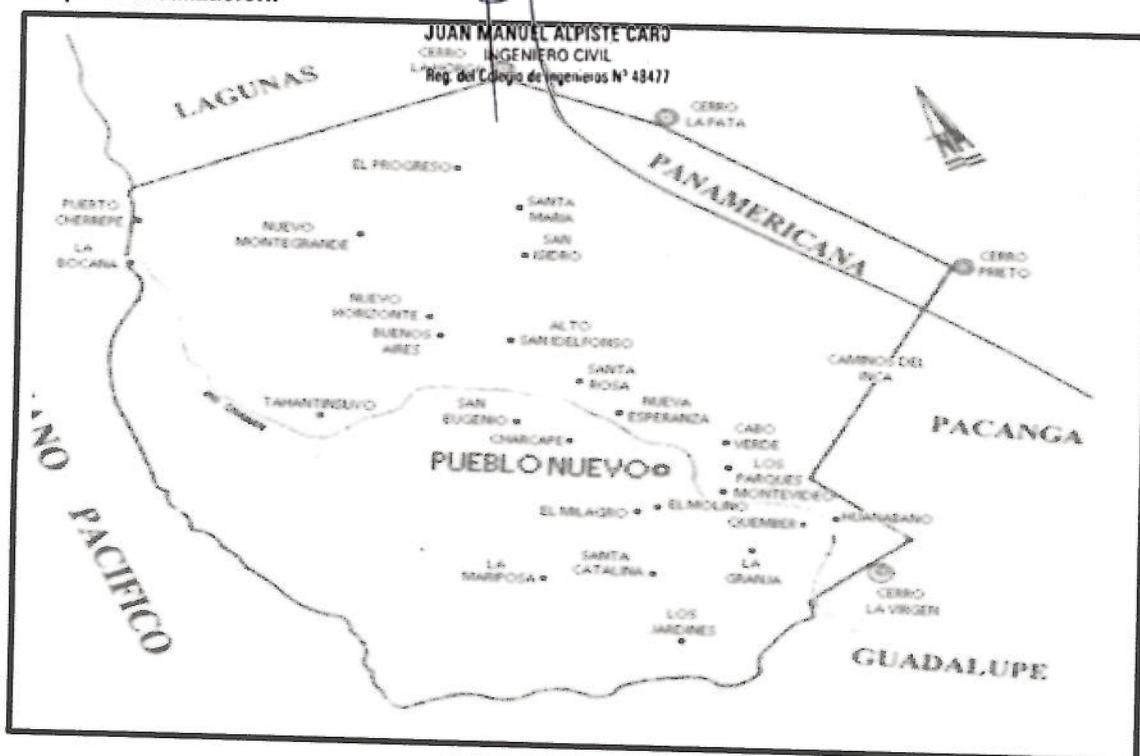 JUAN MANUEL ALPISTE CARO
INGENIERO CIVIL
Reg. del Colegio de Ingenieros N° 48477
CERRO
LAGUNAS
CERRO
LA PATA
PANAMERICANA
EL PROGRESO
PUERTO
CHERREPE
SANTA
MARIA
NUEVO
MONTEGRANDE
SAN
ISIDRO
LA
BOCANA
CERRO
PRIETO
NUEVO
HORIZONTE
BUENOS
AIRES
ALTO
SAN IDELFONSO
CAMINOS DEL
INCA
SANTA
ROSA
TAHANTINSUYO
SAN
EUGENIO
NUEVA
ESPERANZA
CHARCAPE
CABO
VERDE
PACANGA
PUEBLO NUEVO
LOS
PARQUES
MONTEVIDEO
EL MILAGRO
EL MOLINO
QUEMBER
HUANABANO
ANO
PACIFICO
LA
MARIPOSA
SANTA
CATALINA
LA
GRANJA
CERRO
LA VIRGEN
LOS
JARDINES
GUADALUPE